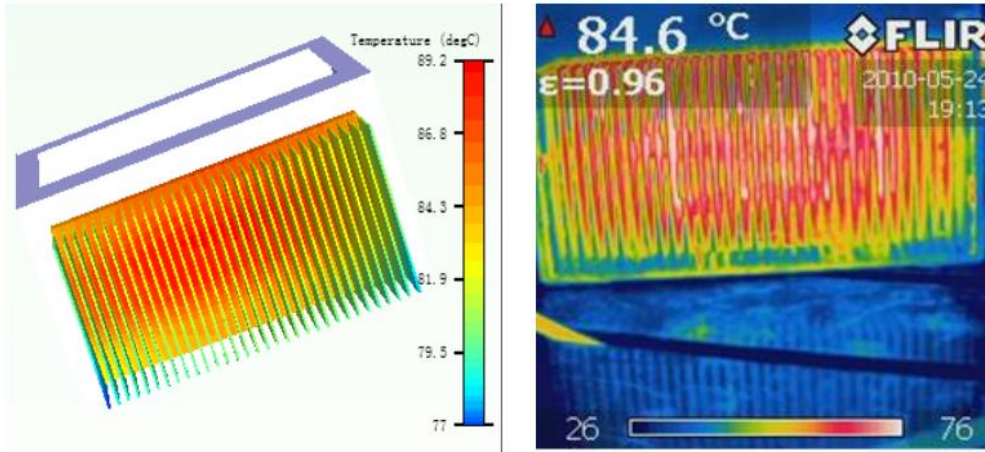 Temperature (degC)
89.2
86.8
84.3
81.9
79.5
77
84.6 °C
FLIR
ε=0.96
2010-05-24
19:13
26
76